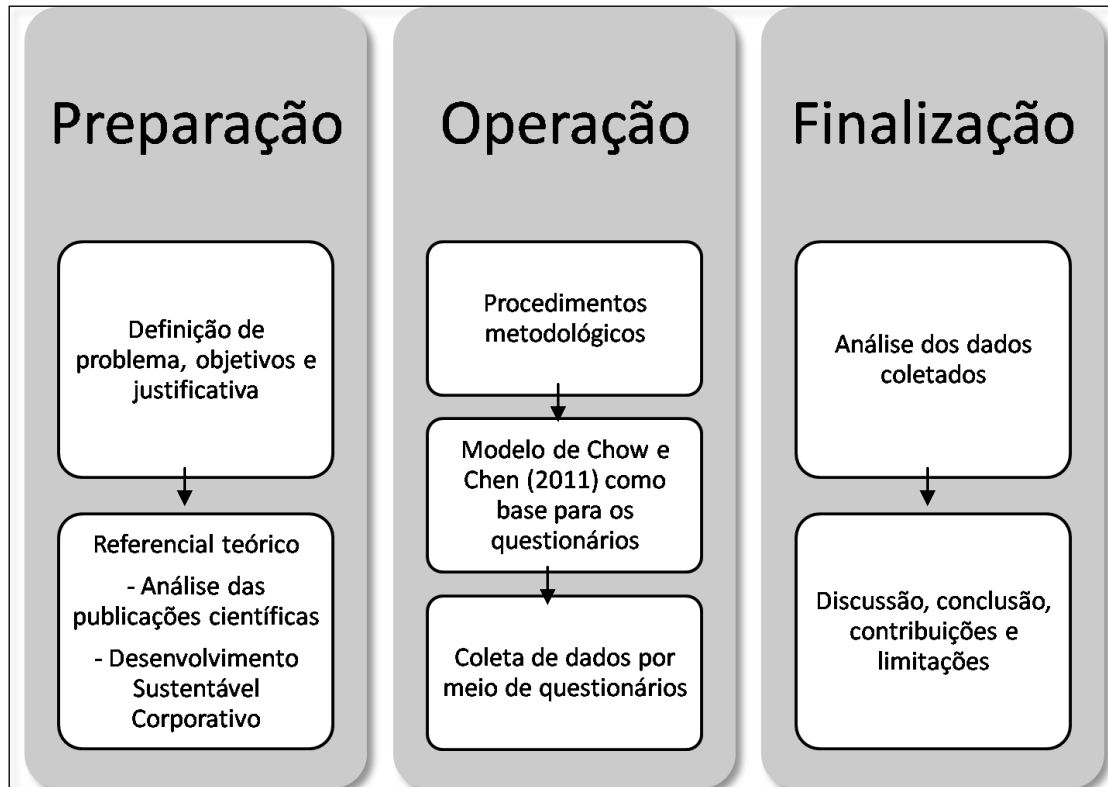 Preparação
Definição de
problema, objetivos e
justificativa
Referencial teórico
- Análise das
publicações científicas
- Desenvolvimento
Sustentável
Corporativo
Operação
Procedimentos
metodológicos
Modelo de Chow e
Chen (2011) como
base para os
questionários
Coleta de dados por
meio de questionários
Finalização
Análise dos dados
coletados
Discussão, conclusão,
contribuições e
limitações